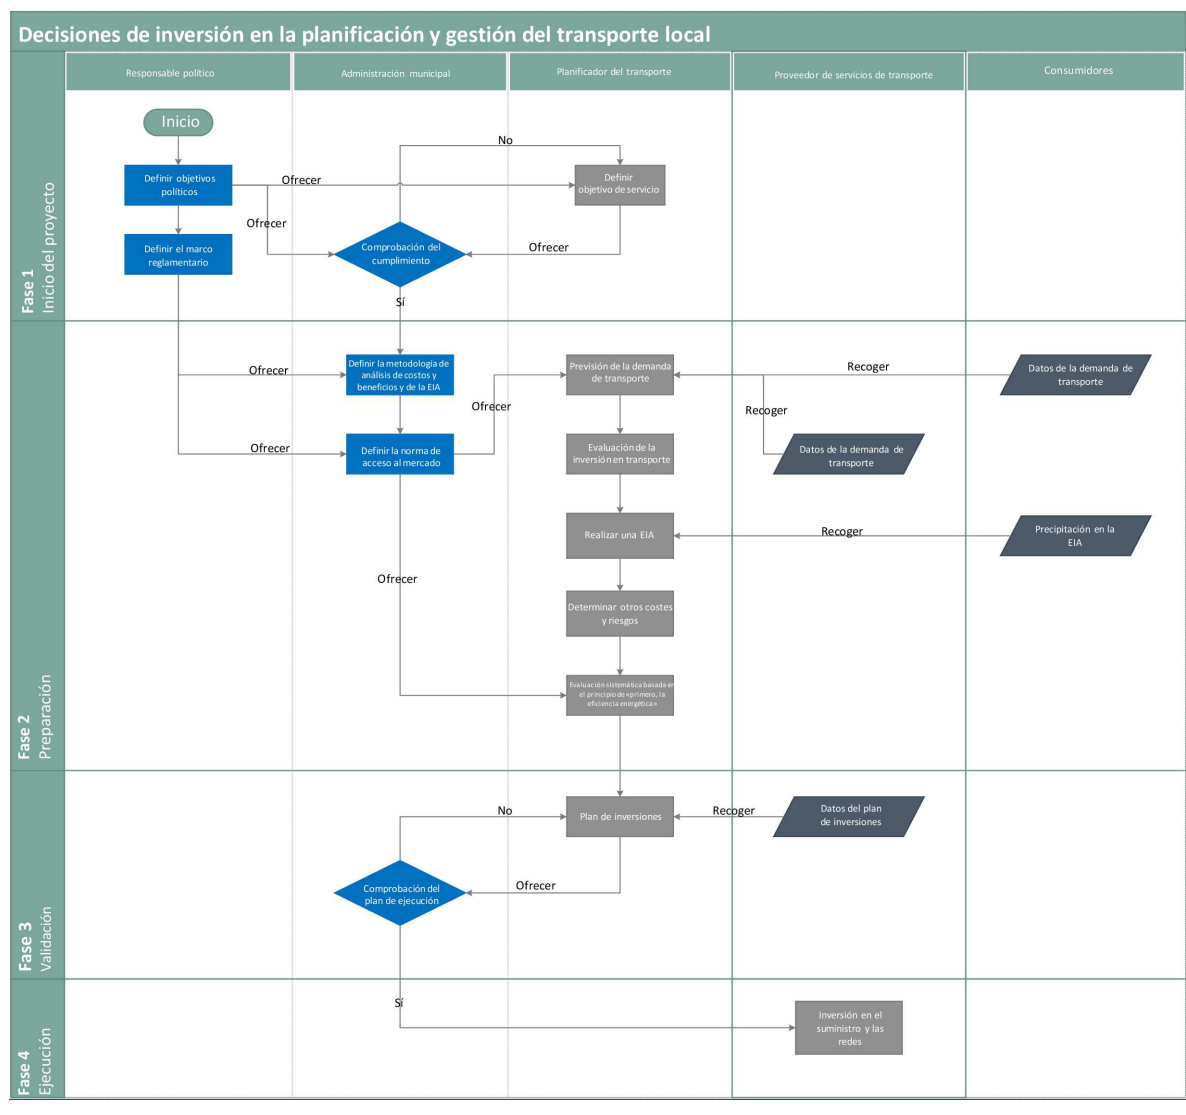 Decisiones de inversión en la planificación y gestión del transporte local
Responsable político
Administración municipal
Planificador del transporte
Proveedor de servicios de transporte
Consumidores
Fase 1
Inicio del proyecto
Inicio
No
Definir objetivos
políticos
Ofrecer
Definir
objetivo de servicio
Ofrecer
Definir el marco
reglamentario
Comprobación del
cumplimiento
Ofrecer
Sí
Fase 2
Preparación
Ofrecer
Definir la metodología de
análisis de costos y
beneficios y de la EIA
Previsión de la demanda
de transporte
Recoger
Datos de la demanda de
transporte
Ofrecer
Recoger
Ofrecer
Definir la norma de
acceso al mercado
Evaluación de la
inversión en transporte
Datos de la demanda de
transporte
Realizar una EIA
Recoger
Precipitación en la
EIA
Ofrecer
Determinar otros costes
y riesgos
Evaluación sistemática basada en
el principio de «primero, la
eficiencia energética»
Fase 3
Validación
No
Plan de inversiones
Recoger
Datos del plan
de inversiones
Comprobación del
plan de ejecución
Ofrecer
Fase 4
Ejecución
Sí
Inversión en el
suministro y las
redes